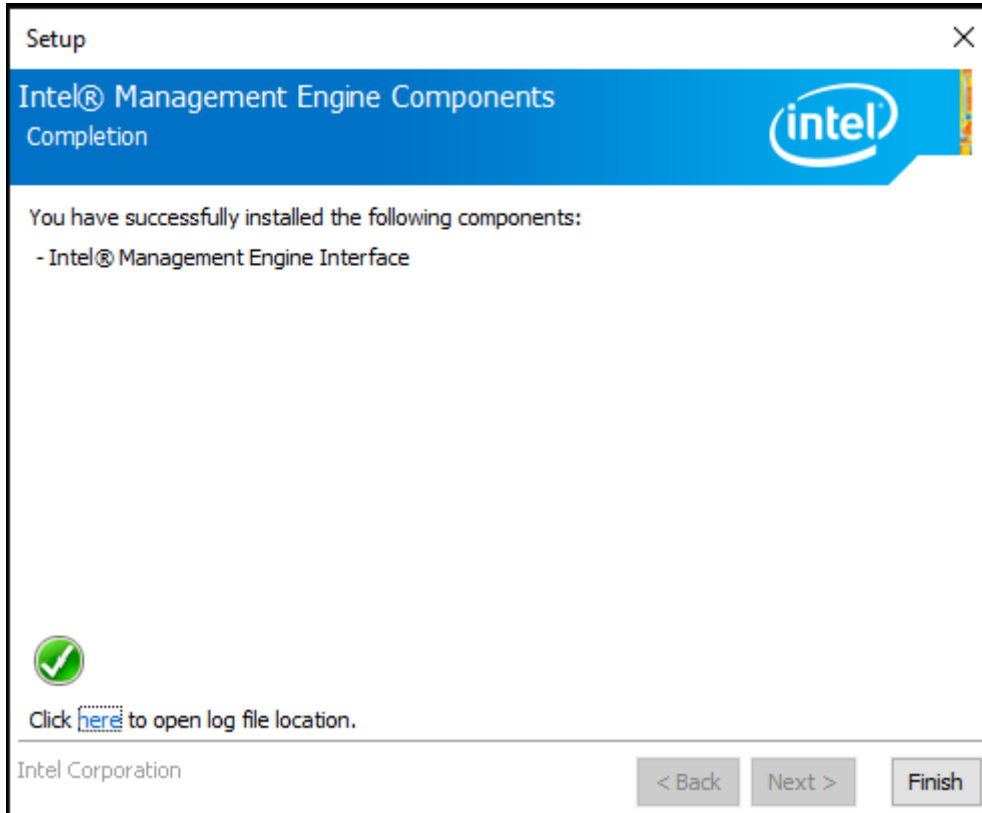 Setup
Intel® Management Engine Components
Completion
intel
You have successfully installed the following components:
- Intel® Management Engine Interface
Click here to open log file location.
Intel Corporation
< Back
Next >
Finish